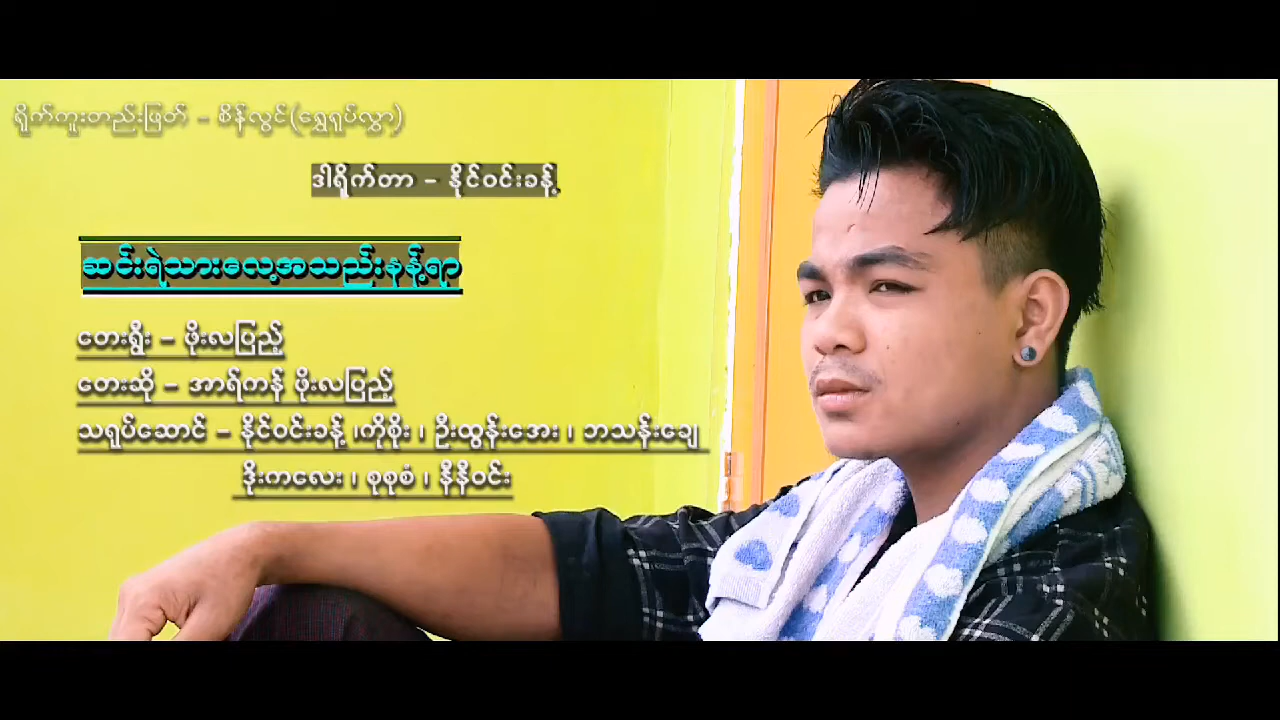 ရိုက်ကူးတည်းဖြတ် - စိန်လွင်(ရွှေရုပ်လွှာ)
ဒါရိုက်တာ - နိုင်ဝင်းခန့်
ဆင်းရဲသားလေ့အသည်းနန့်ရာ
တေးရွီး - ဖိုးလပြည့်
တေးဆို - အာရ်ကန် ဖိုးလပြည့်
သရုပ်ဆောင် - နိုင်ဝင်းခန့် ၊ကိုစိုး ၊ ဦးထွန်းအေး ၊ ဘသန်းချေ
ဒိုးကလေး ၊ စုစုစံ ၊ နီနီဝင်း